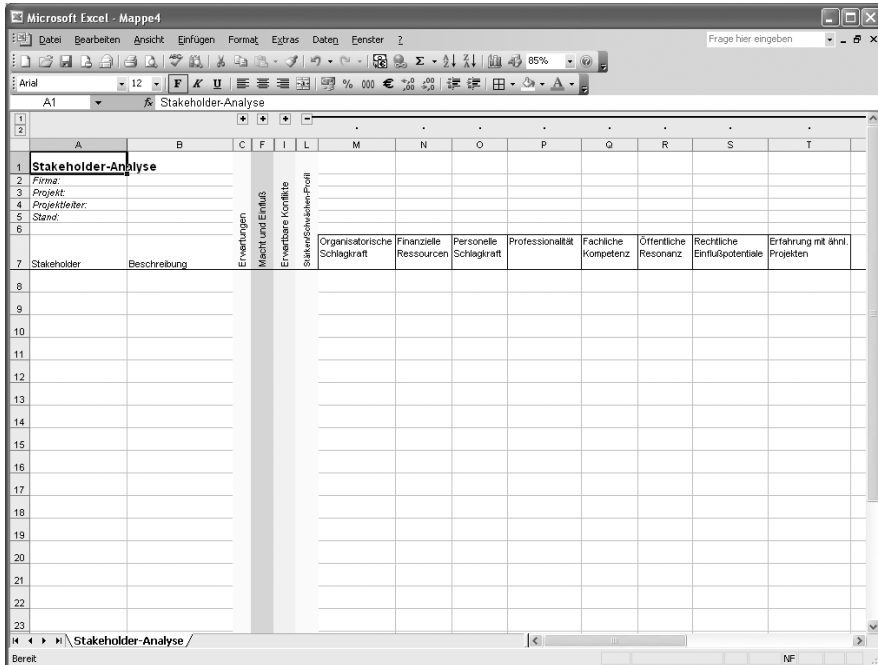 Microsoft Excel - Mappe4
Datei Bearbeiten Ansicht Einfügen Format Extras Daten Fenster ?
Frage hier eingeben
85%
Arial 12 F K U % 000 €
A1 fx Stakeholder-Analyse
1
2
A B C F I L M N O P Q R S T
1 Stakeholder-Analyse
2 Firma:
3 Projekt:
4 Projektleiter:
5 Stand:
6
7 Stakeholder Beschreibung
Erwartungen
Macht und Einfluß
Erwartbare Konflikte
Stärken/Schwächen-Profil
Organisatorische Schlagkraft
Finanzielle Ressourcen
Personelle Schlagkraft
Professionalität
Fachliche Kompetenz
Öffentliche Resonanz
Rechtliche Einflußpotentiale
Erfahrung mit ähnl. Projekten
8
9
10
11
12
13
14
15
16
17
18
19
20
21
22
23
Stakeholder-Analyse
Bereit NF